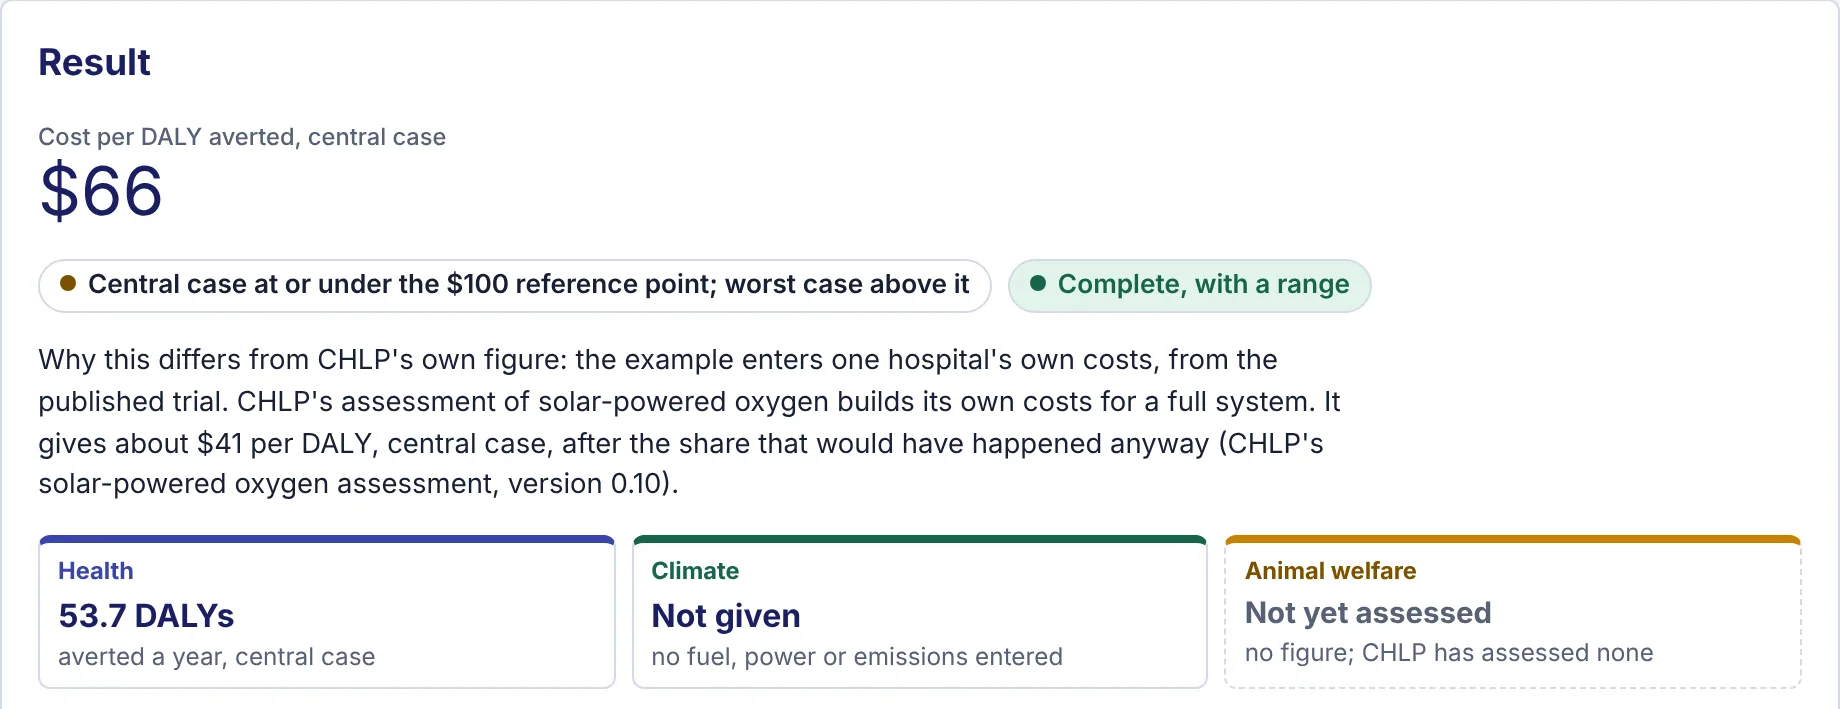 Result
Cost per DALY averted, central case
$66
Central case at or under the $100 reference point; worst case above it
Complete, with a range
Why this differs from CHLP's own figure: the example enters one hospital's own costs, from the
published trial. CHLP's assessment of solar-powered oxygen builds its own costs for a full system. It
gives about $41 per DALY, central case, after the share that would have happened anyway (CHLP's
solar-powered oxygen assessment, version 0.10).
Health
53.7 DALYs
averted a year, central case
Climate
Not given
no fuel, power or emissions entered
Animal welfare
Not yet assessed
no figure; CHLP has assessed none